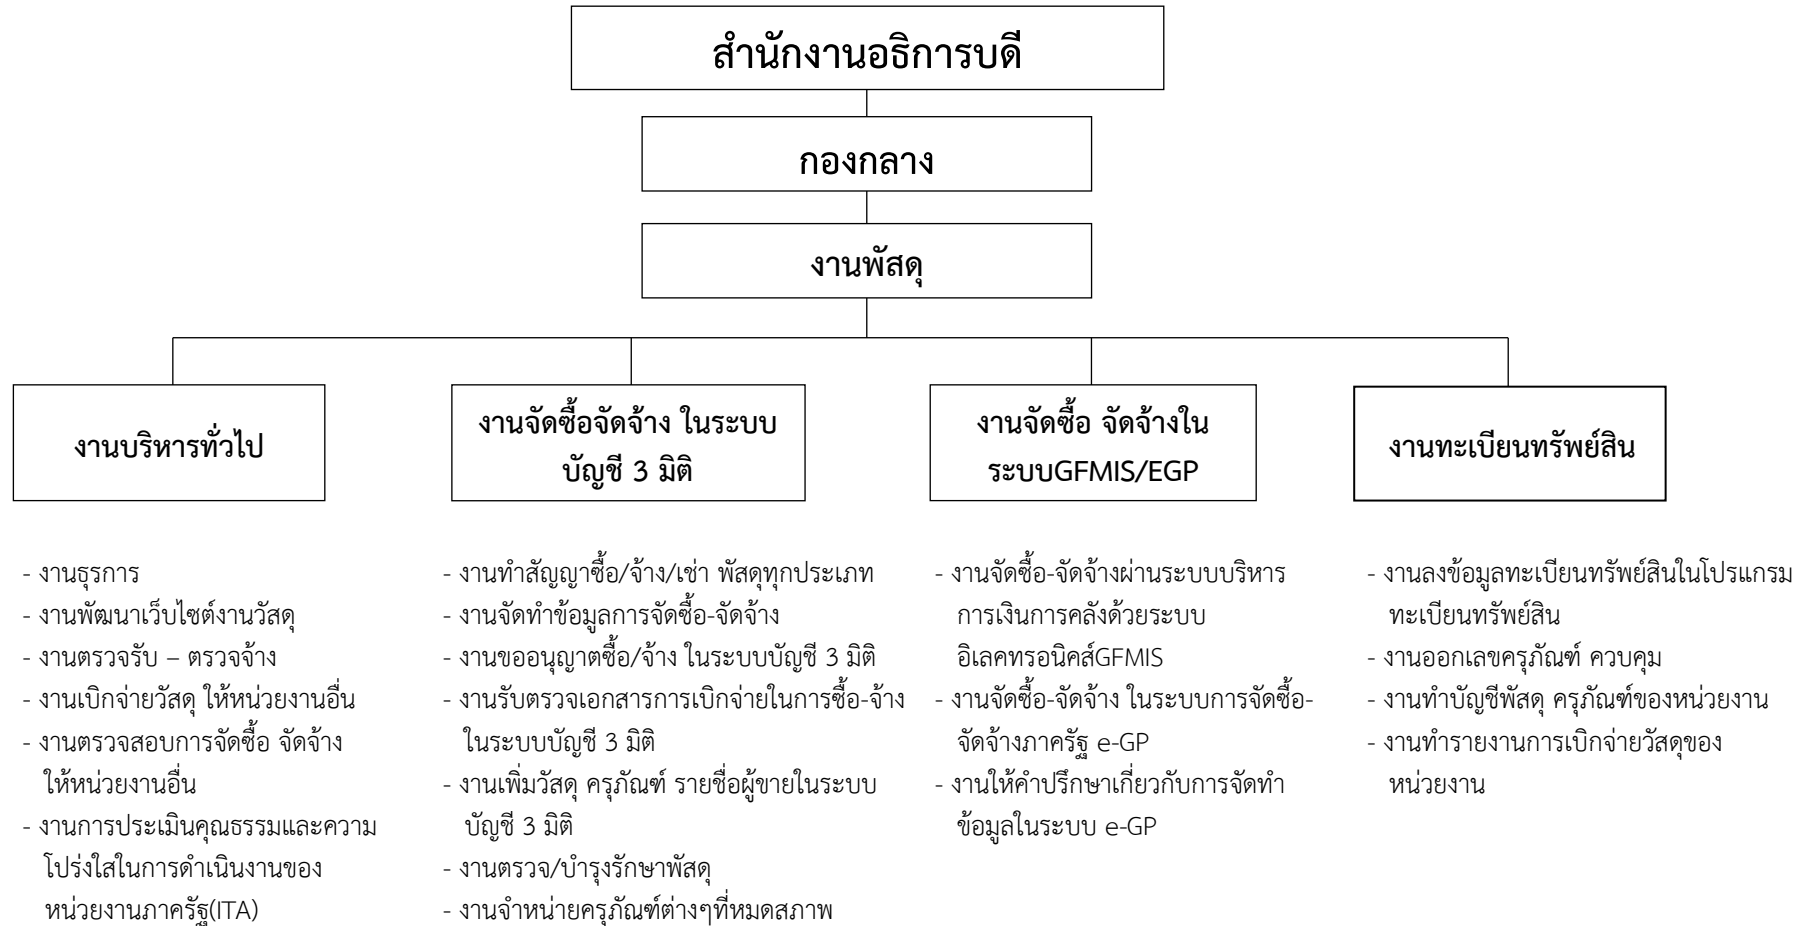 สำนักงานอธิการบดี
กองกลาง
งานพัสดุ
งานบริหารทั่วไป
งานจัดซื้อจัดจ้าง ในระบบ
บัญชี 3 มิติ
งานจัดซื้อ จัดจ้างใน
ระบบGFMIS/EGP
งานทะเบียนทรัพย์สิน
- งานธุรการ
- งานพัฒนาเว็บไซต์งานวัสดุ
- งานตรวจรับ – ตรวจจ้าง
- งานเบิกจ่ายวัสดุ ให้หน่วยงานอื่น
- งานตรวจสอบการจัดซื้อ จัดจ้าง
ให้หน่วยงานอื่น
- งานการประเมินคุณธรรมและความ
โปร่งใสในการดำเนินงานของ
หน่วยงานภาครัฐ(ITA)
- งานทำสัญญาซื้อ/จ้าง/เช่า พัสดุทุกประเภท
- งานจัดทำข้อมูลการจัดซื้อ-จัดจ้าง
- งานขออนุญาตซื้อ/จ้าง ในระบบบัญชี 3 มิติ
- งานรับตรวจเอกสารการเบิกจ่ายในการซื้อ-จ้าง
ในระบบบัญชี 3 มิติ
- งานเพิ่มวัสดุ ครุภัณฑ์ รายชื่อผู้ขายในระบบ
บัญชี 3 มิติ
- งานตรวจ/บำรุงรักษาพัสดุ
- งานจำหน่ายครุภัณฑ์ต่างๆที่หมดสภาพ
- งานจัดซื้อ-จัดจ้างผ่านระบบบริหาร
การเงินการคลังด้วยระบบ
อิเลคทรอนิคส์GFMIS
- งานจัดซื้อ-จัดจ้าง ในระบบการจัดซื้อ-
จัดจ้างภาครัฐ e-GP
- งานให้คำปรึกษาเกี่ยวกับการจัดทำ
ข้อมูลในระบบ e-GP
- งานลงข้อมูลทะเบียนทรัพย์สินในโปรแกรม
ทะเบียนทรัพย์สิน
- งานออกเลขครุภัณฑ์ ควบคุม
- งานทำบัญชีพัสดุ ครุภัณฑ์ของหน่วยงาน
- งานทำรายงานการเบิกจ่ายวัสดุของ
หน่วยงาน